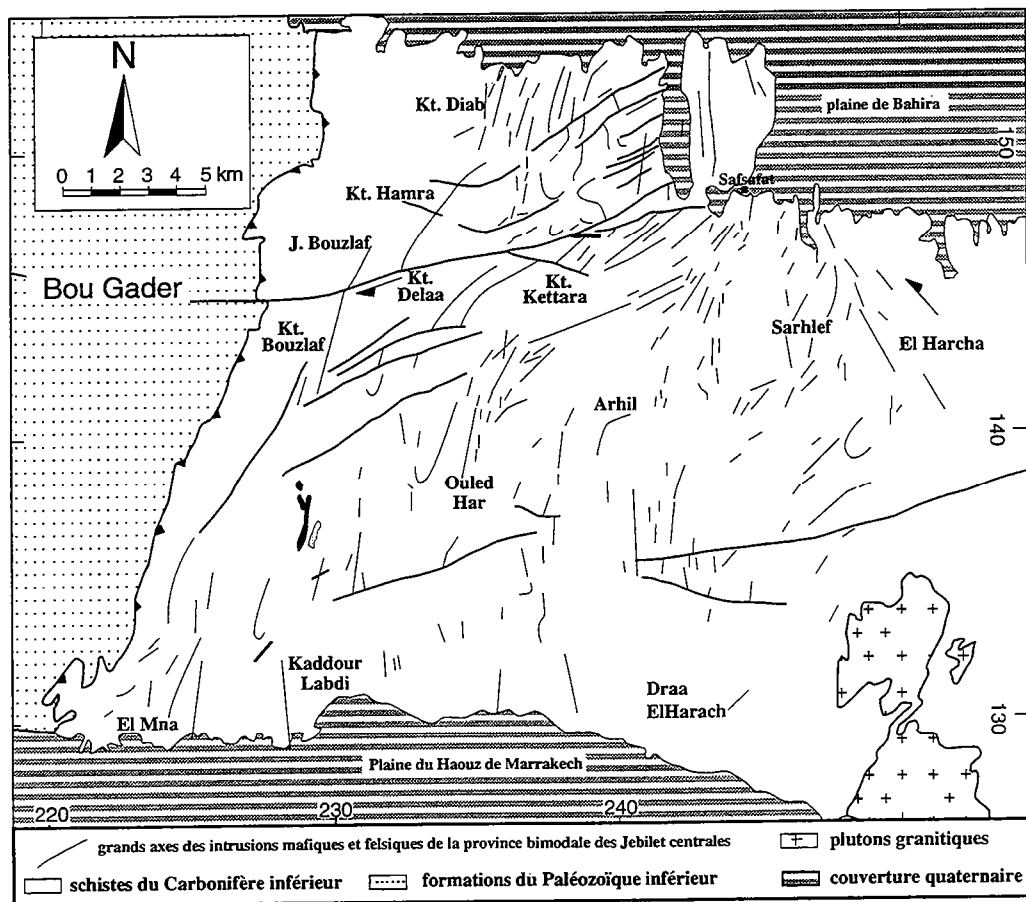 N
0 1 2 3 4 5 km
Kt. Diab
plaine de Bahira
150
Safsafat
Kt. Hamra
J. Bouzlaf
Bou Gader
Kt.
Delaa
Kt.
Kettara
Kt.
Bouzlaf
Sarhlef
El Harcha
Arhil
140
Ouled
Har
Kaddour
Labdi
Draa
ElHarach
130
El Mna
Plaine du Haouz de Marrakech
220
230
240
grands axes des intrusions mafiques et felsiques de la province bimodale des Jebilet centrales
plutons granitiques
schistes du Carbonifère inférieur
formations du Paléozoïque inférieur
couverture quaternaire